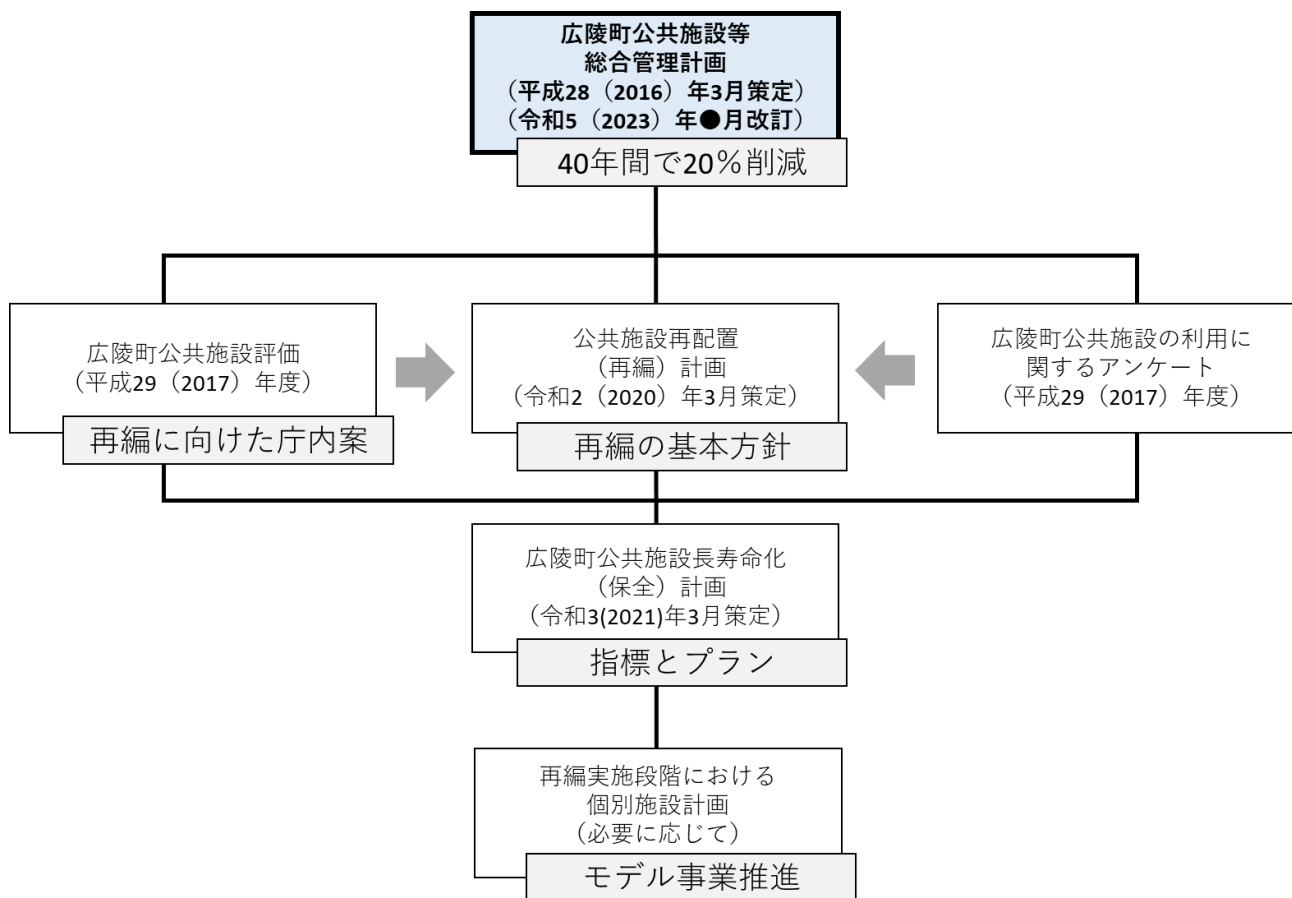 広陵町公共施設等
総合管理計画
（平成28（2016）年3月策定）
（令和5（2023）年●月改訂）
40年間で20％削減
広陵町公共施設評価
（平成29（2017）年度）
再編に向けた庁内案
公共施設再配置
（再編）計画
（令和2（2020）年3月策定）
再編の基本方針
広陵町公共施設の利用に
関するアンケート
（平成29（2017）年度）
広陵町公共施設長寿命化
（保全）計画
（令和3(2021)年3月策定）
指標とプラン
再編実施段階における
個別施設計画
（必要に応じて）
モデル事業推進